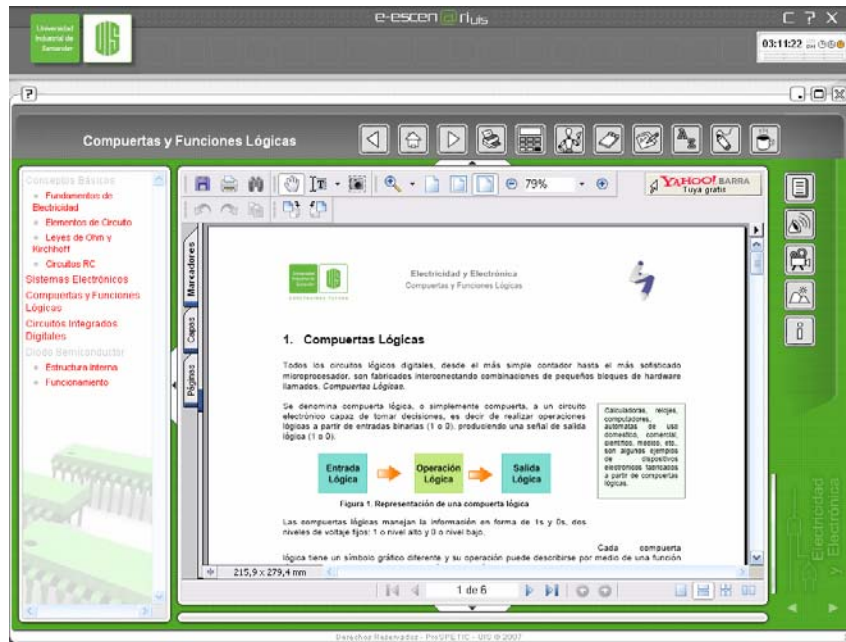 Universidad
Industrial de
Santander
UIS
e-escen@ri uis
03:11:22
Compuertas y Funciones Lógicas
Conceptos Básicos
Fundamentos de
Electricidad
Elementos de Circuito
Leyes de Ohm y
Kirchhoff
Circuitos RC
Sistemas Electrónicos
Compuertas y Funciones
Lógicas
Circuitos Integrados
Digitales
Diodo Semiconductor
Estructura Interna
Funcionamiento
79%
YAHOO! BARRA
Tuya gratis
Marcadores
Capas
Páginas
Electricidad y Electrónica
Compuertas y Funciones Lógicas
1. Compuertas Lógicas
Todos los circuitos lógicos digitales, desde el más simple contador hasta el más sofisticado
microprocesador, son fabricados interconectando combinaciones de pequeños bloques de hardware
llamados, Compuertas Lógicas.
Se denomina compuerta lógica, o simplemente compuerta, a un circuito
electrónico capaz de tomar decisiones, es decir de realizar operaciones
lógicas a partir de entradas binarias (1 o 0), produciendo una señal de salida
lógica (1 o 0).
Calculadoras, relojes,
computadores,
autómatas de uso
domestico, comercial,
científico, medico, etc.,
son algunos ejemplos
de dispositivos
electrónicos fabricados
a partir de compuertas
lógicas.
Entrada
Lógica
Operación
Lógica
Salida
Lógica
Figura 1. Representación de una compuerta lógica
Las compuertas lógicas manejan la información en forma de 1s y 0s, dos
niveles de voltaje fijos: 1 o nivel alto y 0 o nivel bajo.
Cada compuerta
lógica tiene un símbolo gráfico diferente y su operación puede describirse por medio de una función
215,9 x 279,4 mm
1 de 6
Electricidad
y Electrónica
Derechos Reservados - ProSPETIC - UIS © 2007